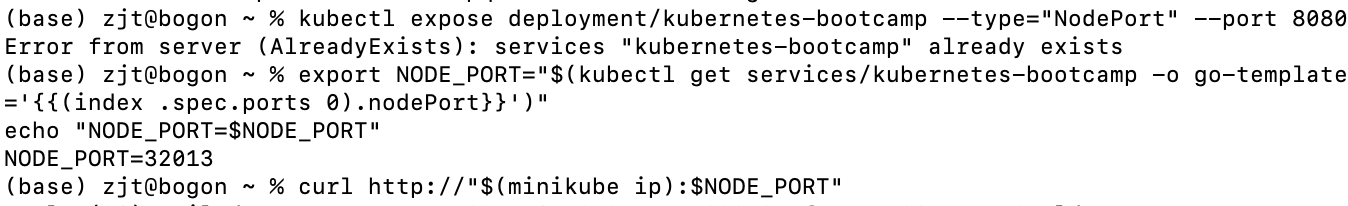 (base) zjt@bogon ~ % kubectl expose deployment/kubernetes-bootcamp --type="NodePort" --port 8080
Error from server (AlreadyExists): services "kubernetes-bootcamp" already exists
(base) zjt@bogon ~ % export NODE_PORT="$(kubectl get services/kubernetes-bootcamp -o go-template
='{{(index .spec.ports 0).nodePort}}')"
echo "NODE_PORT=$NODE_PORT"
NODE_PORT=32013
(base) zjt@bogon ~ % curl http://"$(minikube ip):$NODE_PORT"